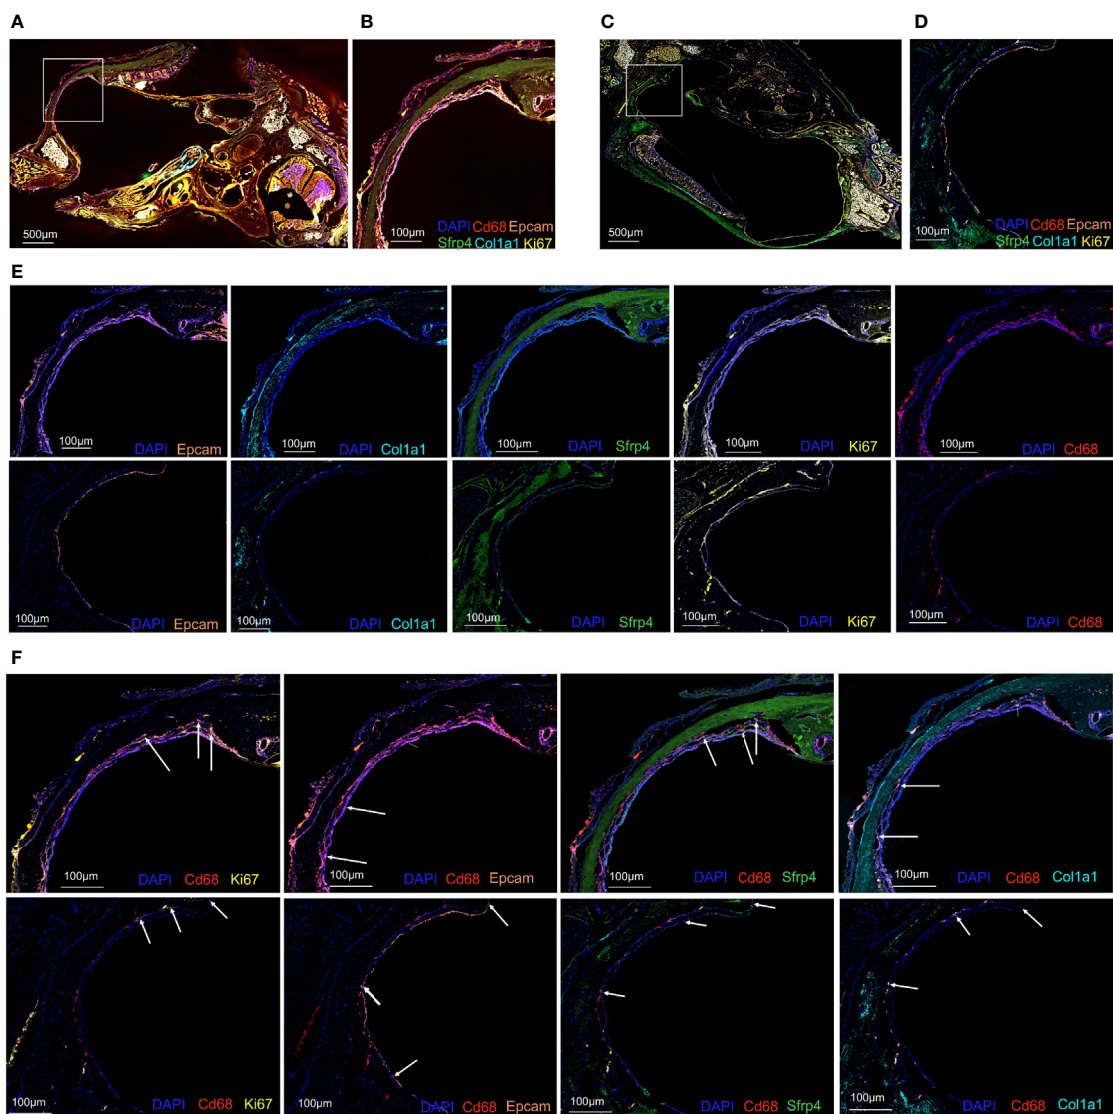 A
B
C
D
500µm
100µm
DAPI Cd68 Epcam
Sfrp4 Col1a1 Ki67
500µm
100µm
DAPI Cd68 Epcam
Sfrp4 Col1a1 Ki67
E
100µm
DAPI Epcam
100µm
DAPI Col1a1
100µm
DAPI Sfrp4
100µm
DAPI Ki67
100µm
DAPI Cd68
100µm
DAPI Epcam
100µm
DAPI Col1a1
100µm
DAPI Sfrp4
100µm
DAPI Ki67
100µm
DAPI Cd68
F
100µm
DAPI Cd68 Ki67
100µm
DAPI Cd68 Epcam
100µm
DAPI Cd68 Sfrp4
100µm
DAPI Cd68 Col1a1
100µm
DAPI Cd68 Ki67
100µm
DAPI Cd68 Epcam
100µm
DAPI Cd68 Sfrp4
100µm
DAPI Cd68 Col1a1